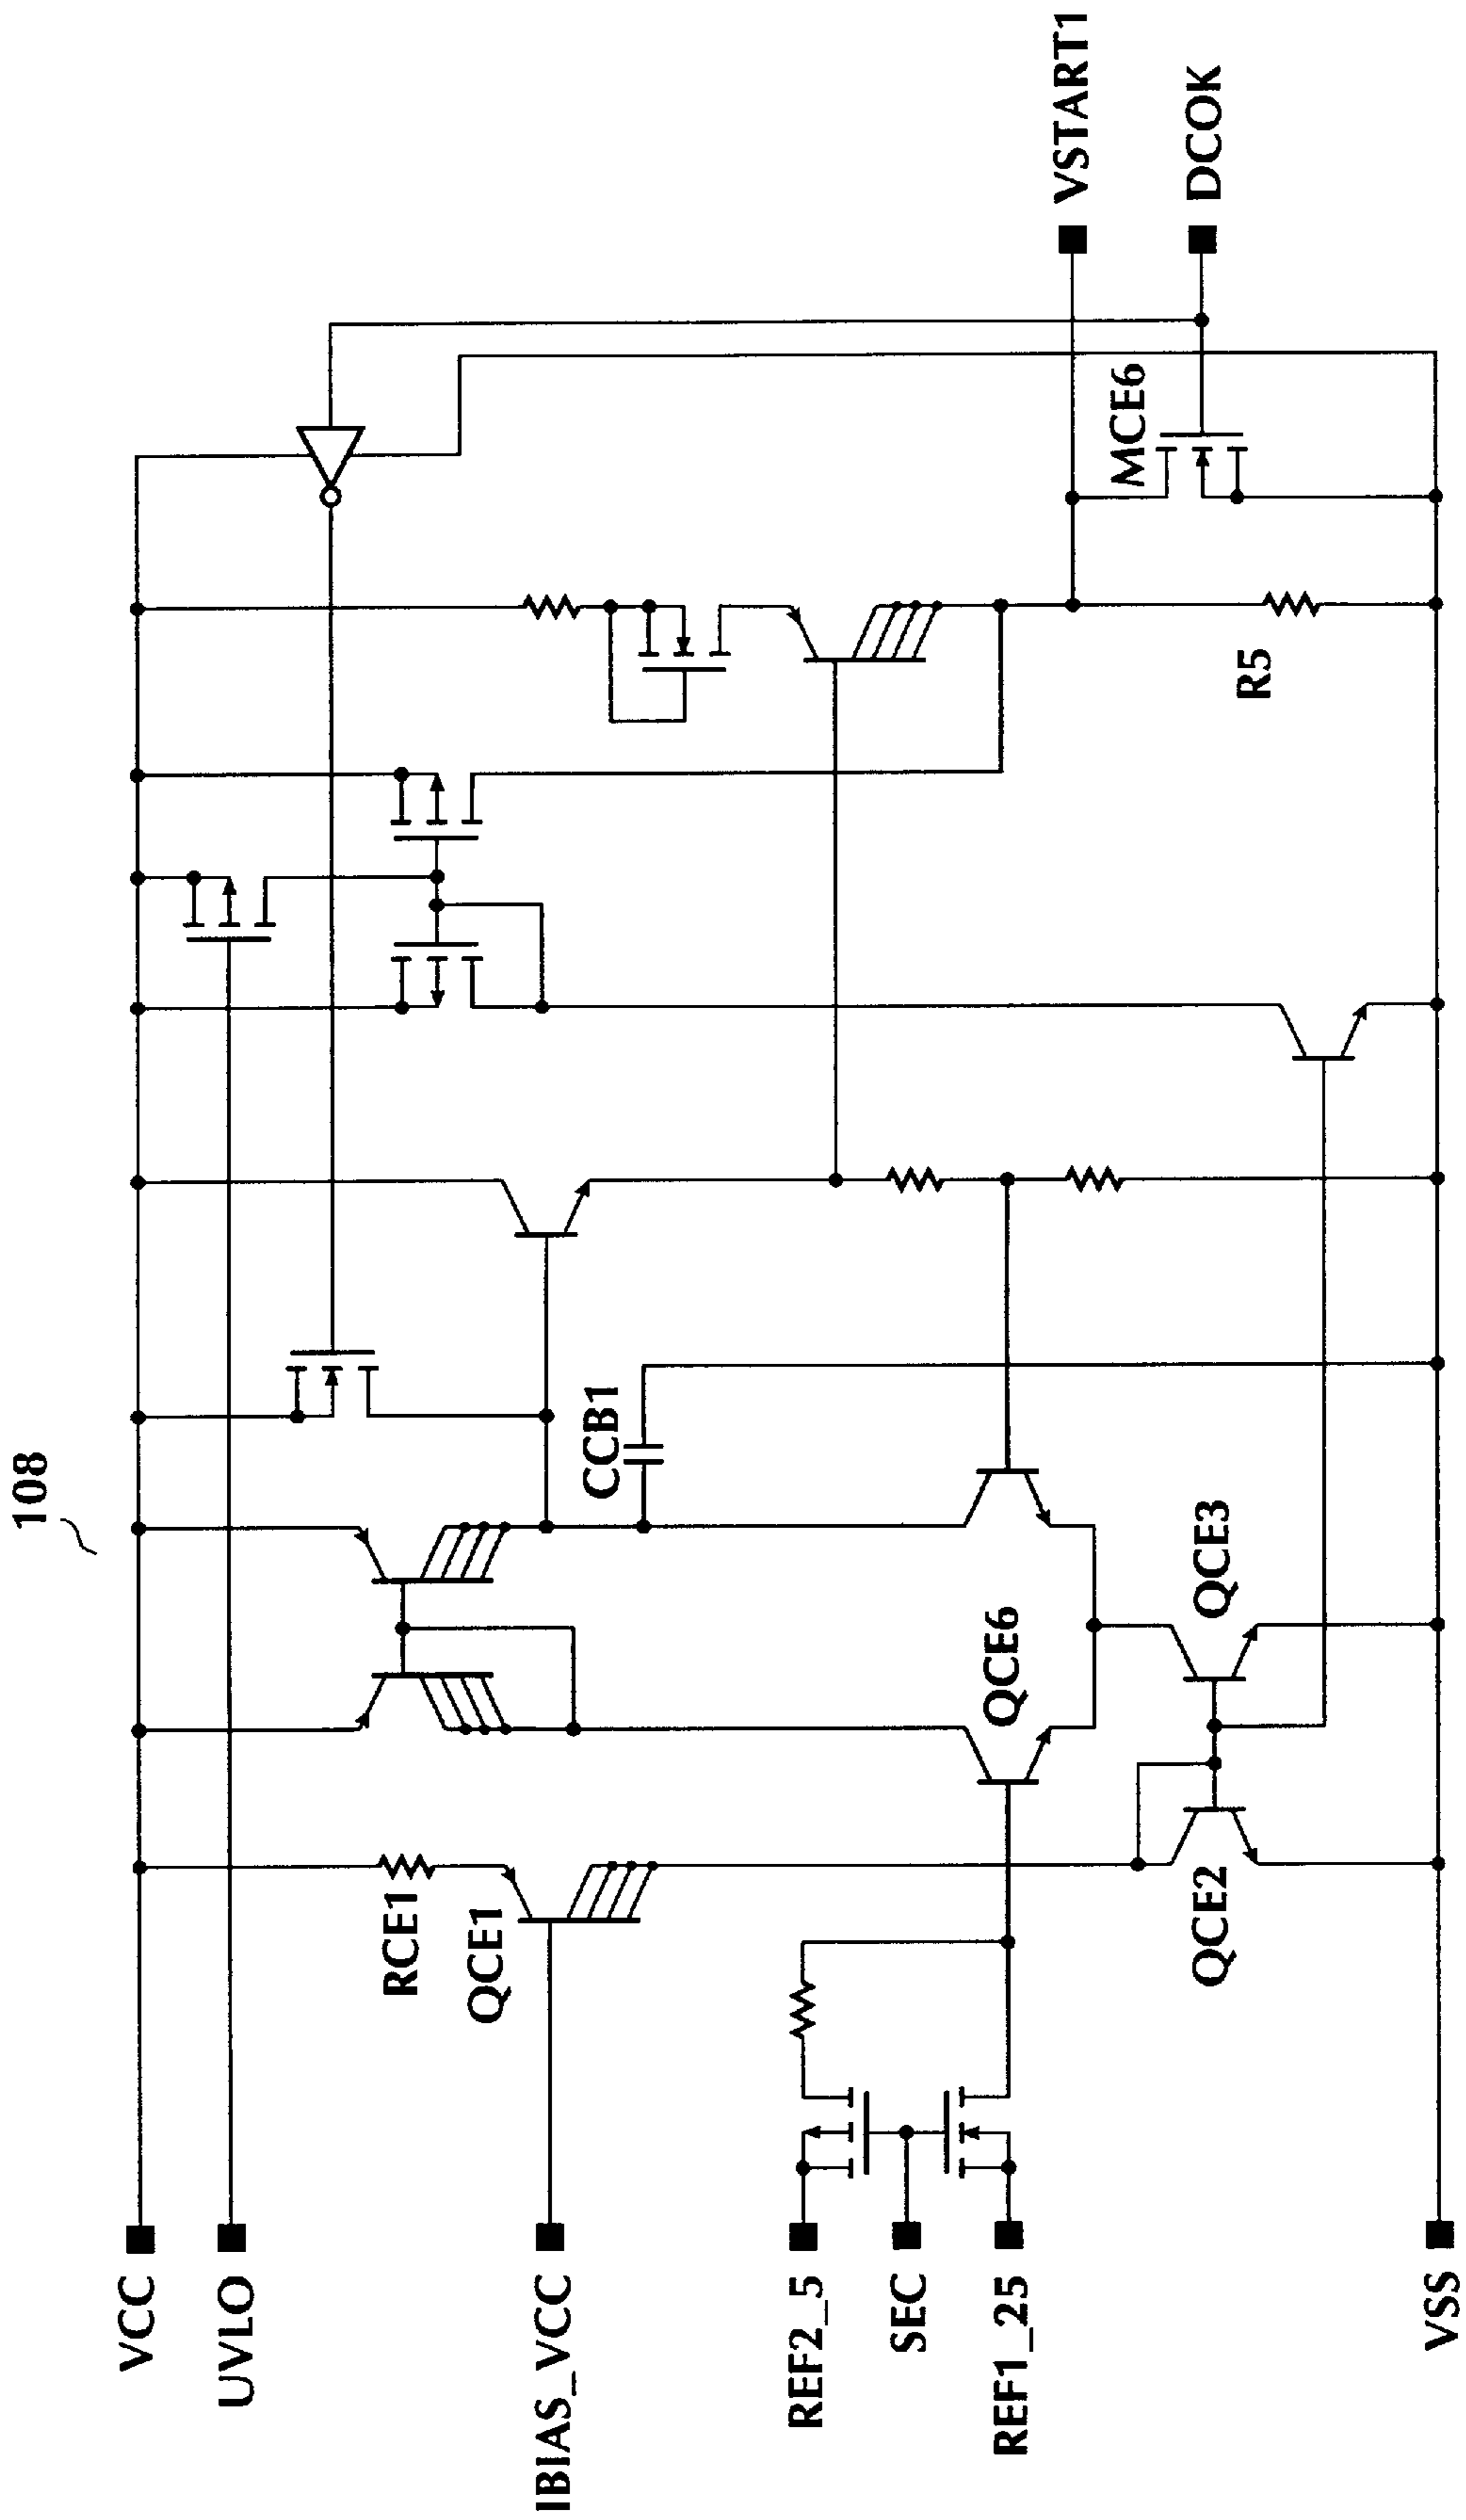 108
VCC
UVLO
IBIAS_VCC
REF2_5
SEC
REF1_25
VSS
RCE1
QCE1
QCE2
QCE6
QCE3
CCB1
R5
MCE6
VSTART1
DCOK